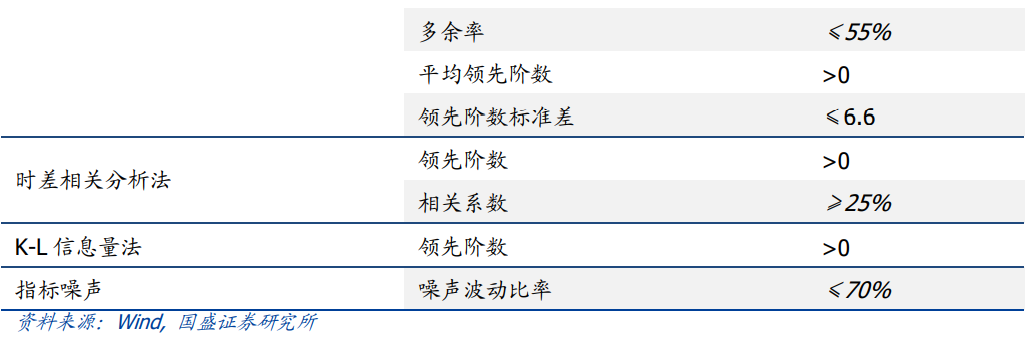 多余率 ⩽55%
平均领先阶数 >0
领先阶数标准差 ⩽6.6
时差相关分析法 领先阶数 >0
相关系数 ⩾25%
K-L 信息量法 领先阶数 >0
指标噪声 噪声波动比率 ⩽70%
资料来源：Wind, 国盛证券研究所